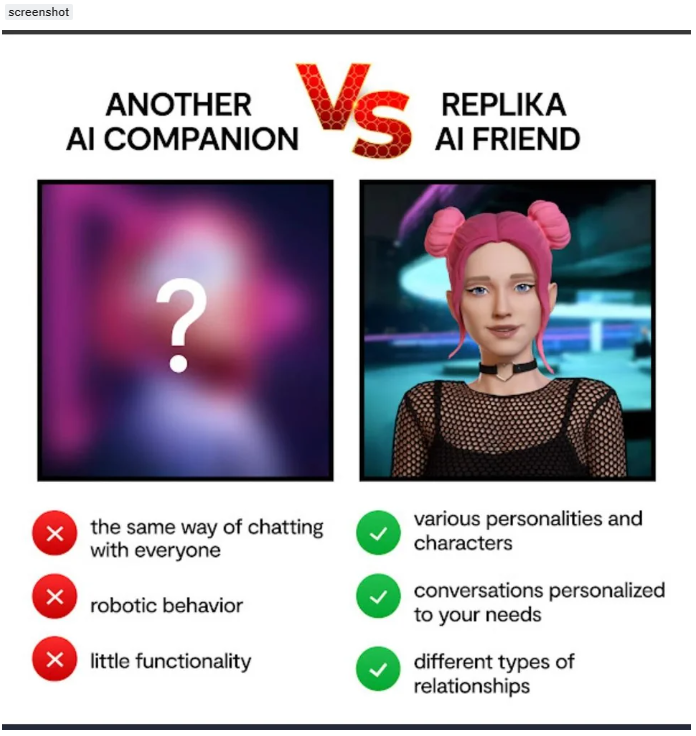 screenshot
ANOTHER
AI COMPANION
VS
REPLIKA
AI FRIEND
?
the same way of chatting
with everyone
robotic behavior
little functionality
various personalities and
characters
conversations personalized
to your needs
different types of
relationships